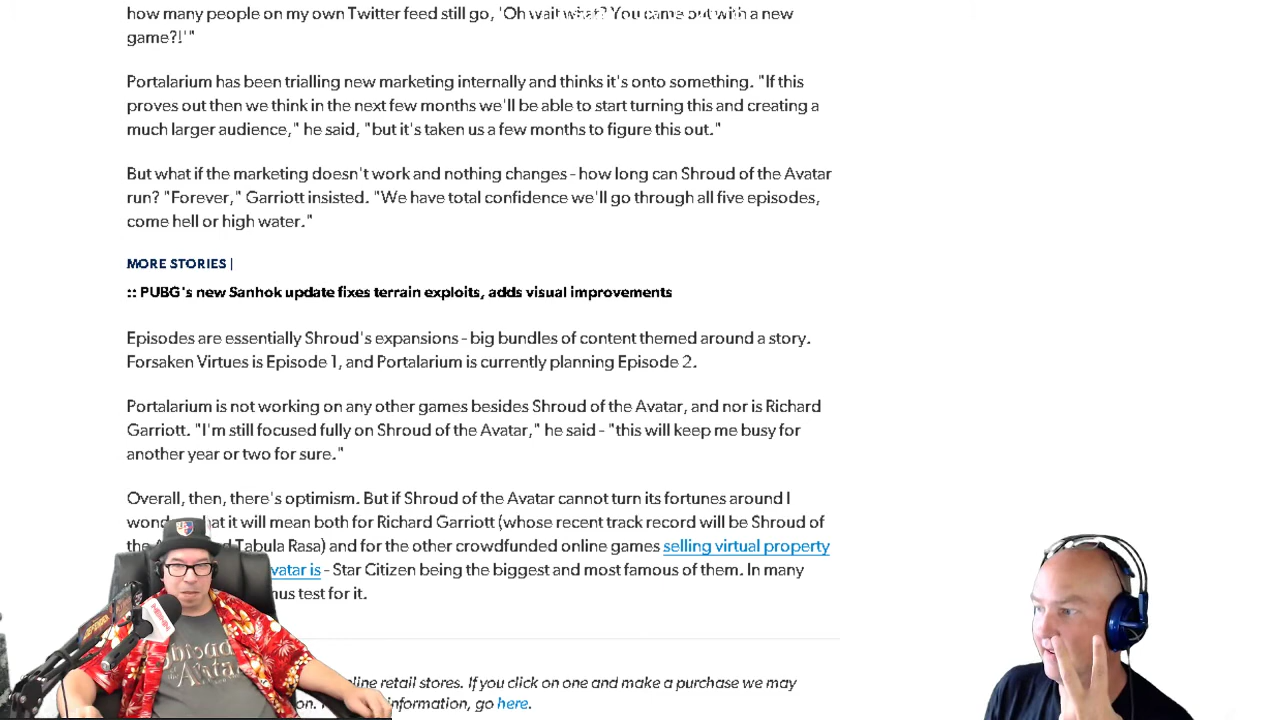 how many people on my own Twitter feed still go, 'Oh wait what? You came out with a new
game?!'"
Portalarium has been trialling new marketing internally and thinks it's onto something. "If this
proves out then we think in the next few months we'll be able to start turning this and creating a
much larger audience," he said, "but it's taken us a few months to figure this out."
But what if the marketing doesn't work and nothing changes - how long can Shroud of the Avatar
run? "Forever," Garriott insisted. "We have total confidence we'll go through all five episodes,
come hell or high water."
MORE STORIES |
:: PUBG's new Sanhok update fixes terrain exploits, adds visual improvements
Episodes are essentially Shroud's expansions - big bundles of content themed around a story.
Forsaken Virtues is Episode 1, and Portalarium is currently planning Episode 2.
Portalarium is not working on any other games besides Shroud of the Avatar, and nor is Richard
Garriott. "I'm still focused fully on Shroud of the Avatar," he said - "this will keep me busy for
another year or two for sure."
Overall, then, there's optimism. But if Shroud of the Avatar cannot turn its fortunes around I
at it will mean both for Richard Garriott (whose recent track record will be Shroud of
the Tabula Rasa) and for the other crowdfunded online games selling virtual property
vatar is - Star Citizen being the biggest and most famous of them. In many
mus test for it.
nline retail stores. If you click on one and make a purchase we may
on. information, go here.